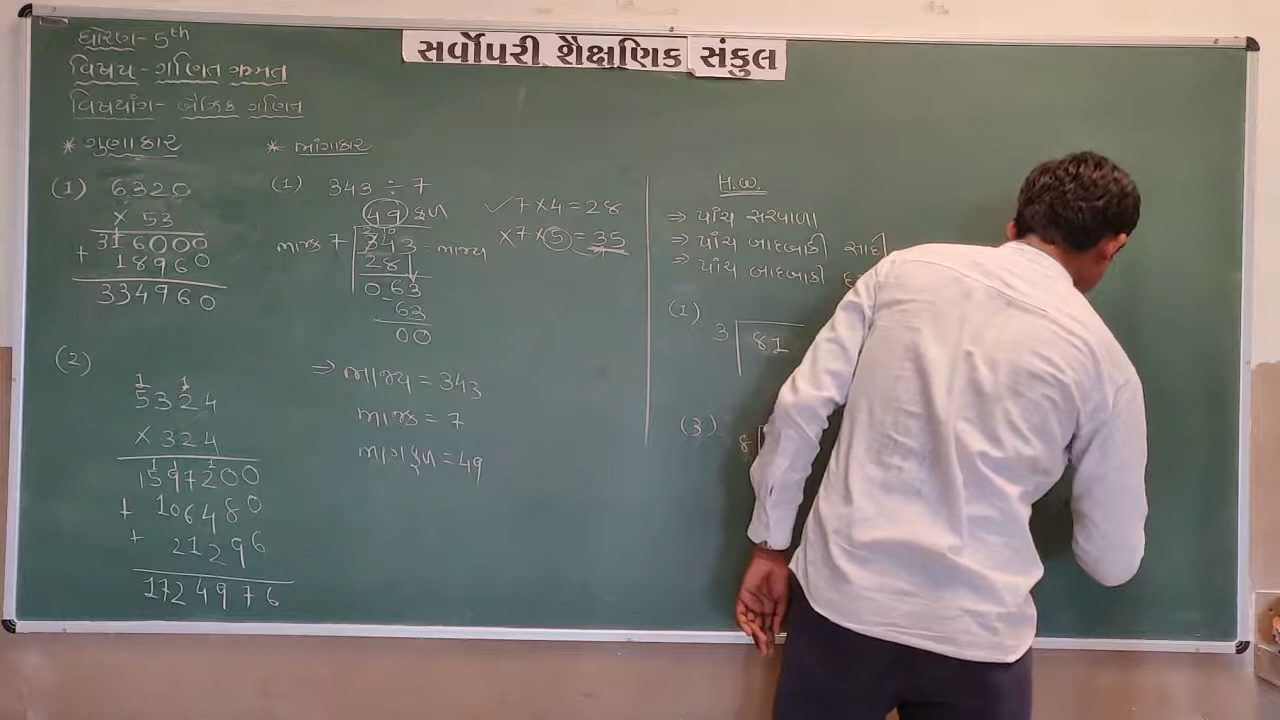 સર્વોપરી શૈક્ષણિક સંકુલ
ધોરણ - 5th
વિષય - ગણિત ગમ્મત
વિષયાંગ - બૈજિક ગણિત
* ગુણાકાર
(1) 6320
× 53
316000
+ 18960
334960
(2)
1 1
5324
× 324
1597200
+ 106480
+ 21296
1724976
* ભાગાકાર
(1) 343 ÷ 7
49 ફળ
ભાજક 7 343 - ભાજ્ય
28
063
- 63
00
✓ 7×4=28
× 7×5=35
⇒ ભાજ્ય = 343
ભાજક = 7
ભાગફળ = 49
H.W.
⇒ પાંચ સરવાળા
⇒ પાંચ બાદબાકી સાદી
⇒ પાંચ બાદબાકી
(1) 3 81
(3) 8